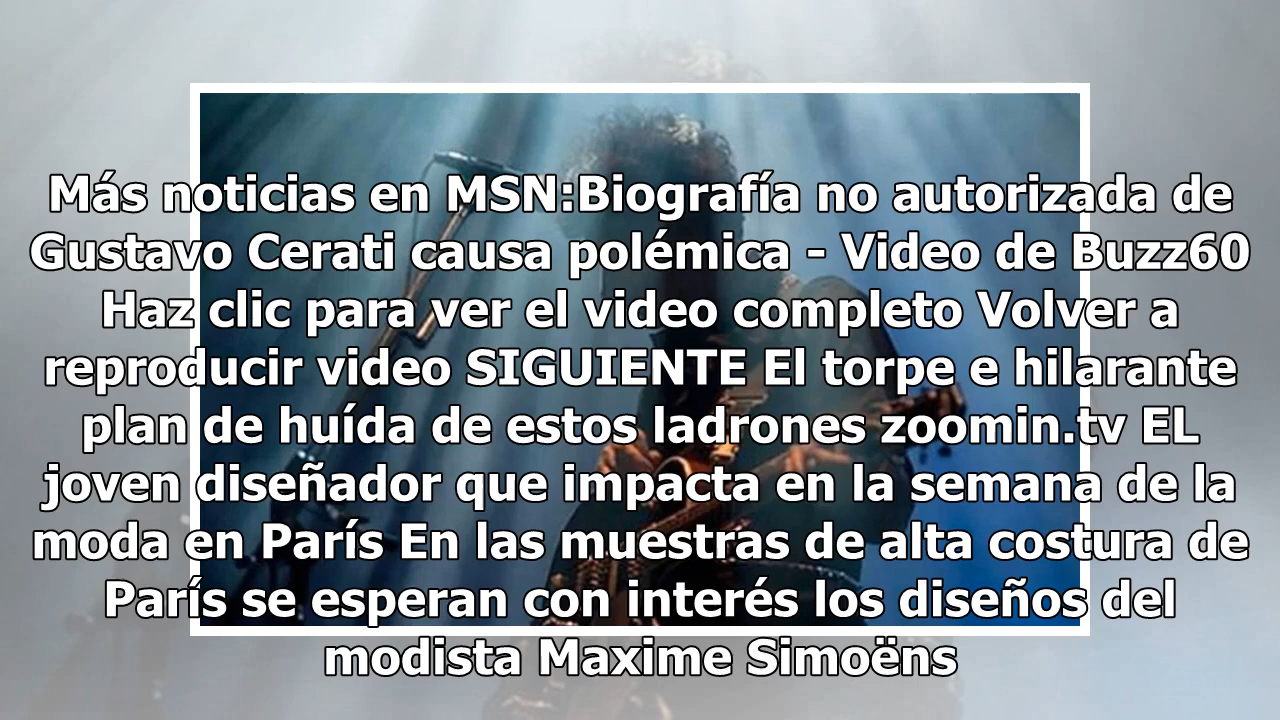 Más noticias en MSN:Biografía no autorizada de
Gustavo Cerati causa polémica - Video de Buzz60
Haz clic para ver el video completo Volver a
reproducir video SIGUIENTE El torpe e hilarante
plan de huída de estos ladrones zoomin.tv EL
joven diseñador que impacta en la semana de la
moda en París En las muestras de alta costura de
París se esperan con interés los diseños del
modista Maxime Simoëns